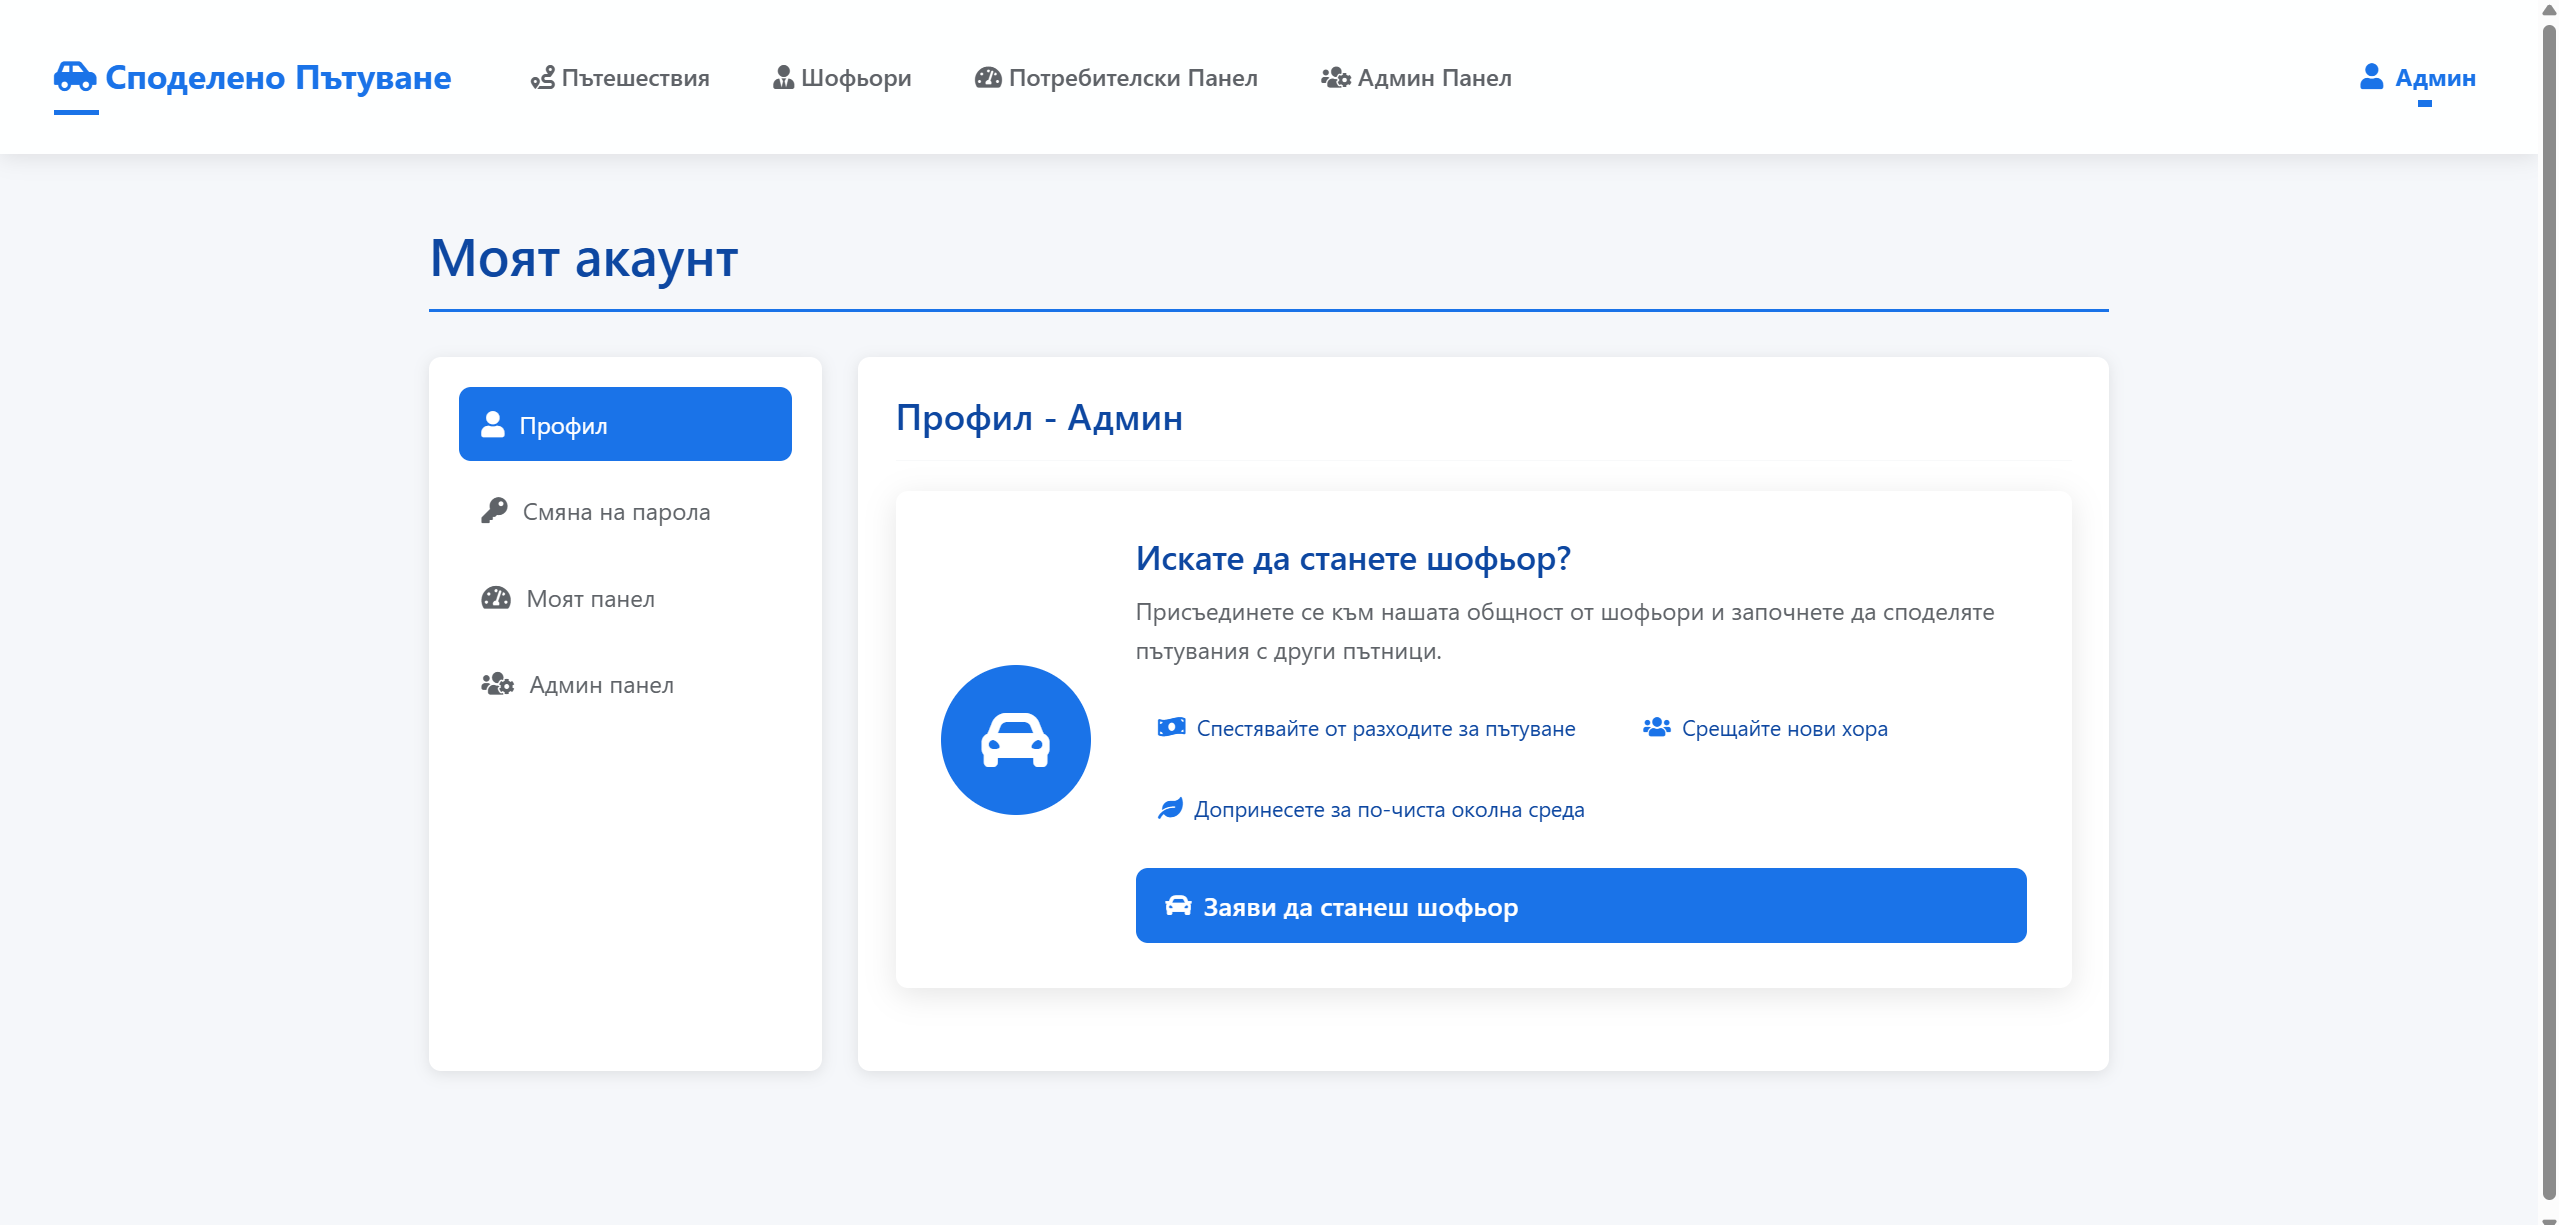 Споделено Пътуване
Пътешествия
Шофьори
Потребителски Панел
Админ Панел
Админ
Моят акаунт
Профил
Смяна на парола
Моят панел
Админ панел
Профил - Админ
Искате да станете шофьор?
Присъединете се към нашата общност от шофьори и започнете да споделяте
пътувания с други пътници.
Спестявайте от разходите за пътуване
Срещайте нови хора
Допринесете за по-чиста околна среда
Заяви да станеш шофьор